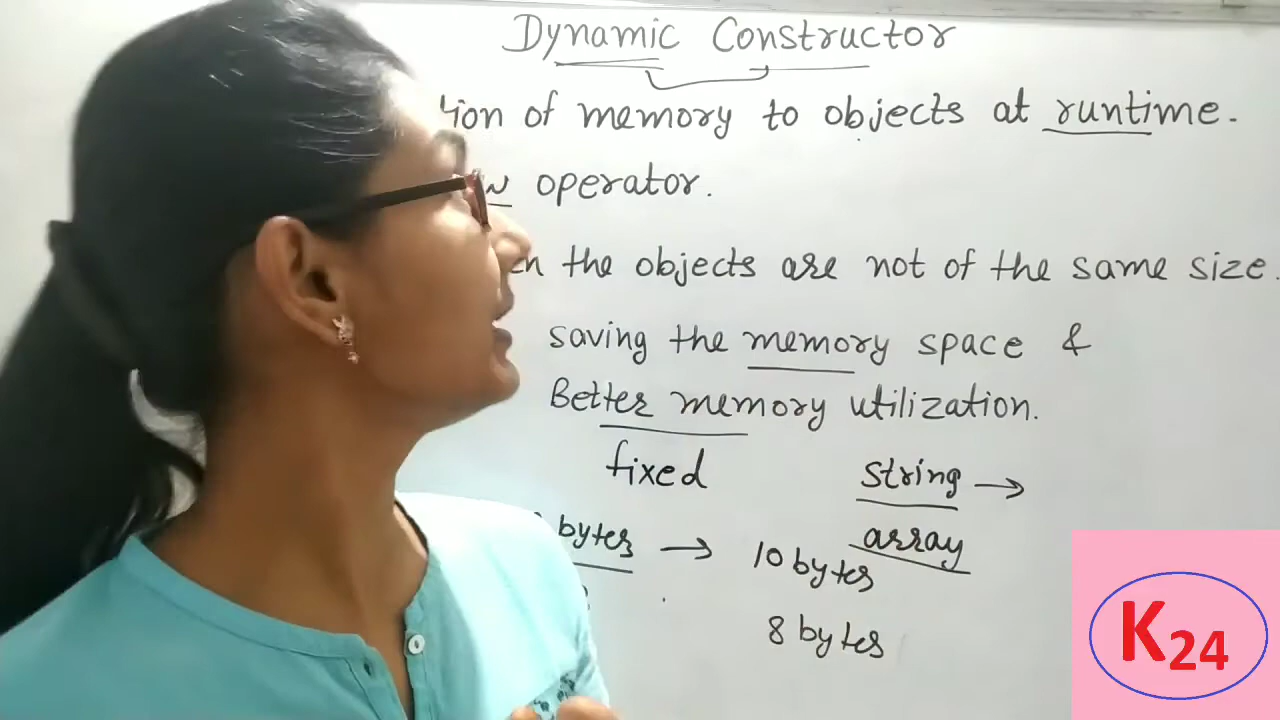 Dynamic Constructor
tion of memory to objects at runtime.
operator.
the objects are not of the same size.
saving the memory space &
Better memory utilization.
fixed string →
array
bytes → 10 bytes
8 bytes
K24